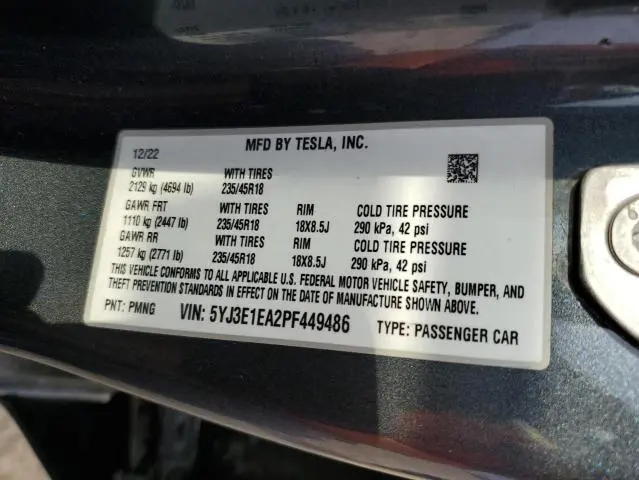 MFD BY TESLA, INC.
12/22
GVWR WITH TIRES
2129 kg (4694 lb) 235/45R18
GAWR FRT WITH TIRES RIM COLD TIRE PRESSURE
1110 kg (2447 lb) 235/45R18 18X8.5J 290 kPa, 42 psi
GAWR RR WITH TIRES RIM COLD TIRE PRESSURE
1257 kg (2771 lb) 235/45R18 18X8.5J 290 kPa, 42 psi
THIS VEHICLE CONFORMS TO ALL APPLICABLE U.S. FEDERAL MOTOR VEHICLE SAFETY, BUMPER, AND
THEFT PREVENTION STANDARDS IN EFFECT ON THE DATE OF MANUFACTURE SHOWN ABOVE.
PNT: PMNG VIN: 5YJ3E1EA2PF449486 TYPE: PASSENGER CAR